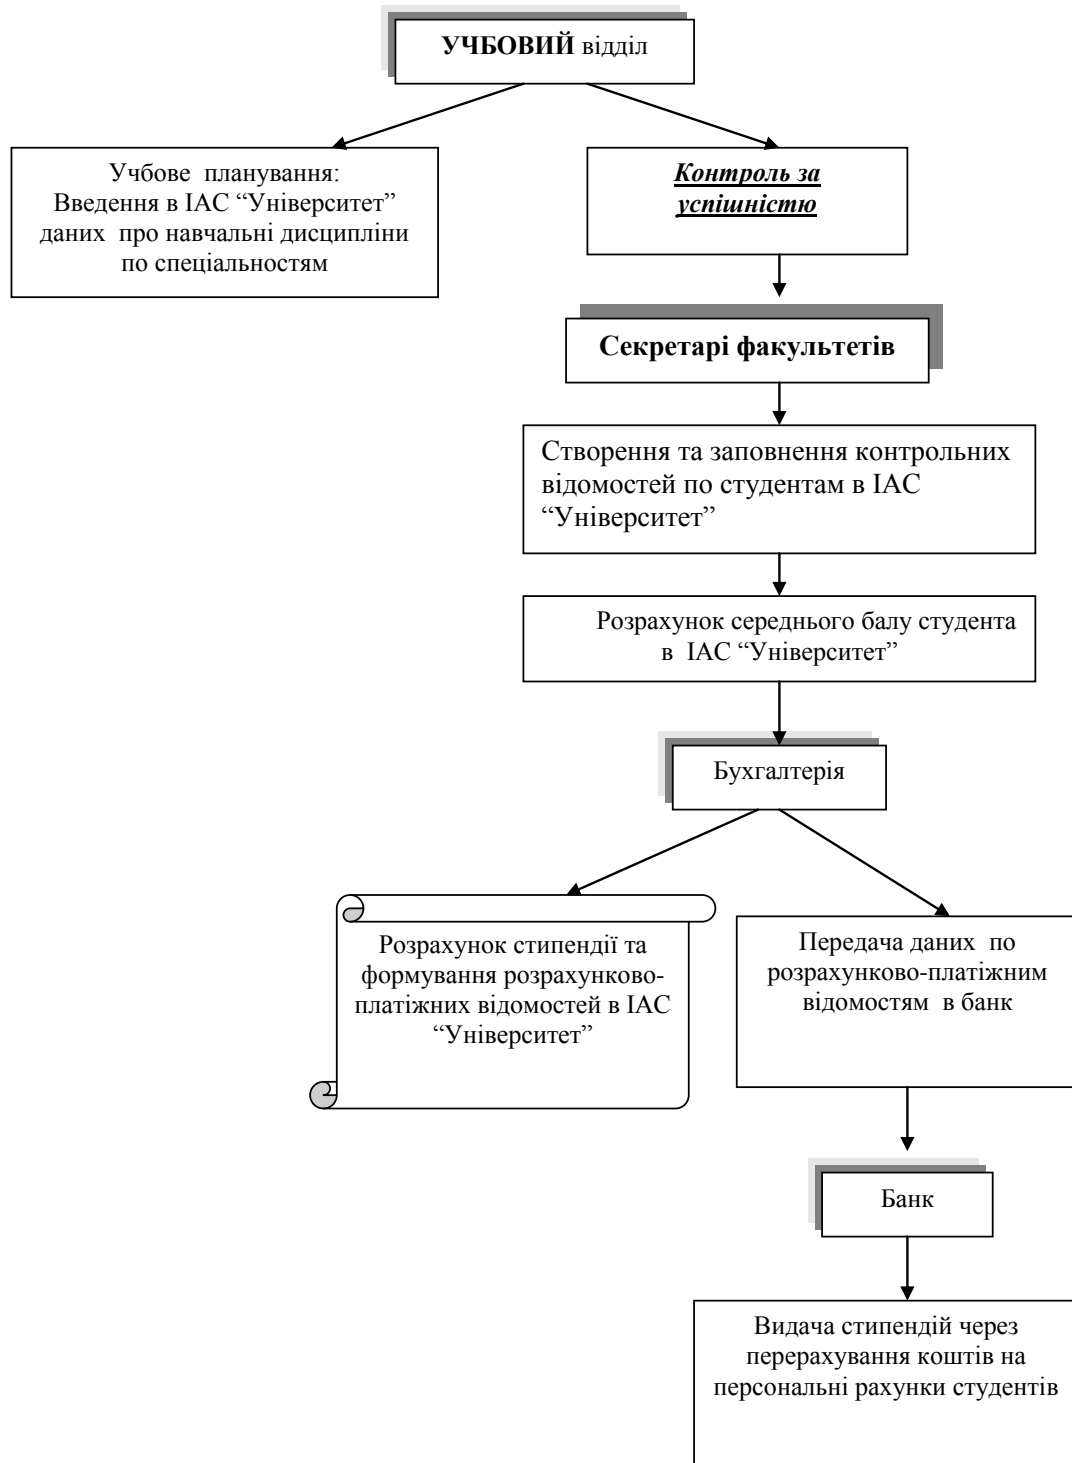 УЧБОВИЙ відділ
Учбове планування:
Введення в ІАС “Університет”
даних про навчальні дисципліни
по спеціальностям
Контроль за
успішністю
Секретарі факультетів
Створення та заповнення контрольних
відомостей по студентам в ІАС
“Університет”
Розрахунок середнього балу студента
в ІАС “Університет”
Бухгалтерія
Розрахунок стипендії та
формування розрахунково-
платіжних відомостей в ІАС
“Університет”
Передача даних по
розрахунково-платіжним
відомостям в банк
Банк
Видача стипендій через
перерахування коштів на
персональні рахунки студентів